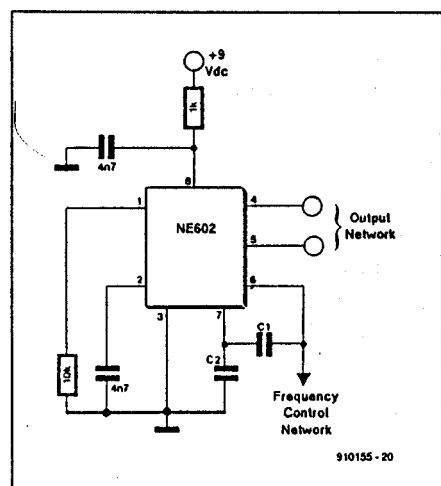 +9
Vdc
1k
4n7
8
1
4
NE602
Output
Network
5
2
6
3
7
C1
C2
10k
4n7
Frequency
Control
Network
910155 - 20